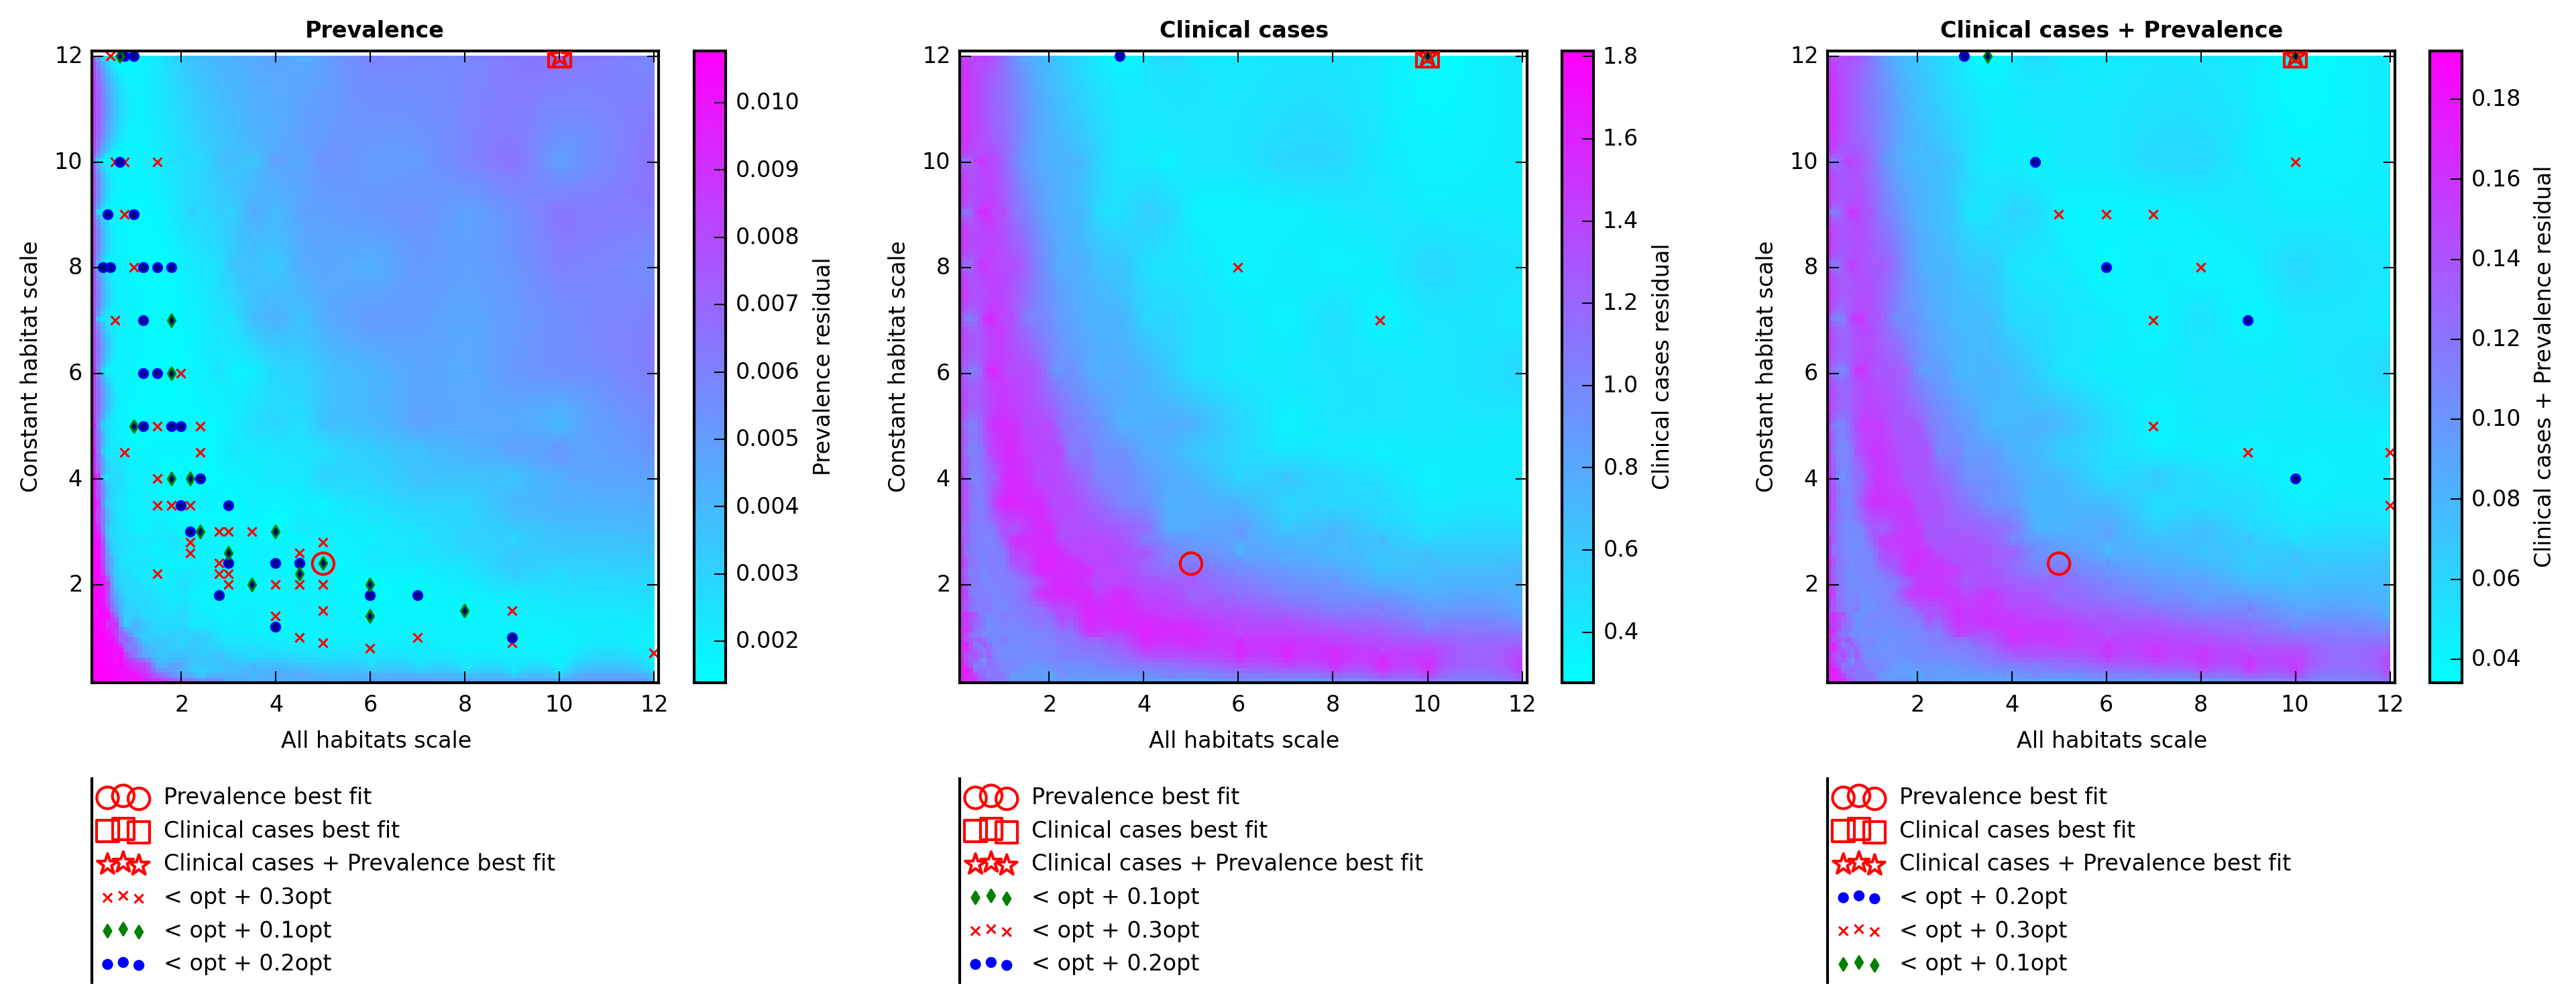 Prevalence
12
10
8
6
4
2
Constant habitat scale
2
4
6
8
10
12
All habitats scale
0.010
0.009
0.008
0.007
0.006
0.005
0.004
0.003
0.002
Prevalence residual
Prevalence best fit
Clinical cases best fit
Clinical cases + Prevalence best fit
< opt + 0.3opt
< opt + 0.1opt
< opt + 0.2opt
Clinical cases
12
10
8
6
4
2
Constant habitat scale
2
4
6
8
10
12
All habitats scale
1.8
1.6
1.4
1.2
1.0
0.8
0.6
0.4
Clinical cases residual
Prevalence best fit
Clinical cases best fit
Clinical cases + Prevalence best fit
< opt + 0.1opt
< opt + 0.3opt
< opt + 0.2opt
Clinical cases + Prevalence
12
10
8
6
4
2
Constant habitat scale
2
4
6
8
10
12
All habitats scale
0.18
0.16
0.14
0.12
0.10
0.08
0.06
0.04
Clinical cases + Prevalence residual
Prevalence best fit
Clinical cases best fit
Clinical cases + Prevalence best fit
< opt + 0.2opt
< opt + 0.3opt
< opt + 0.1opt